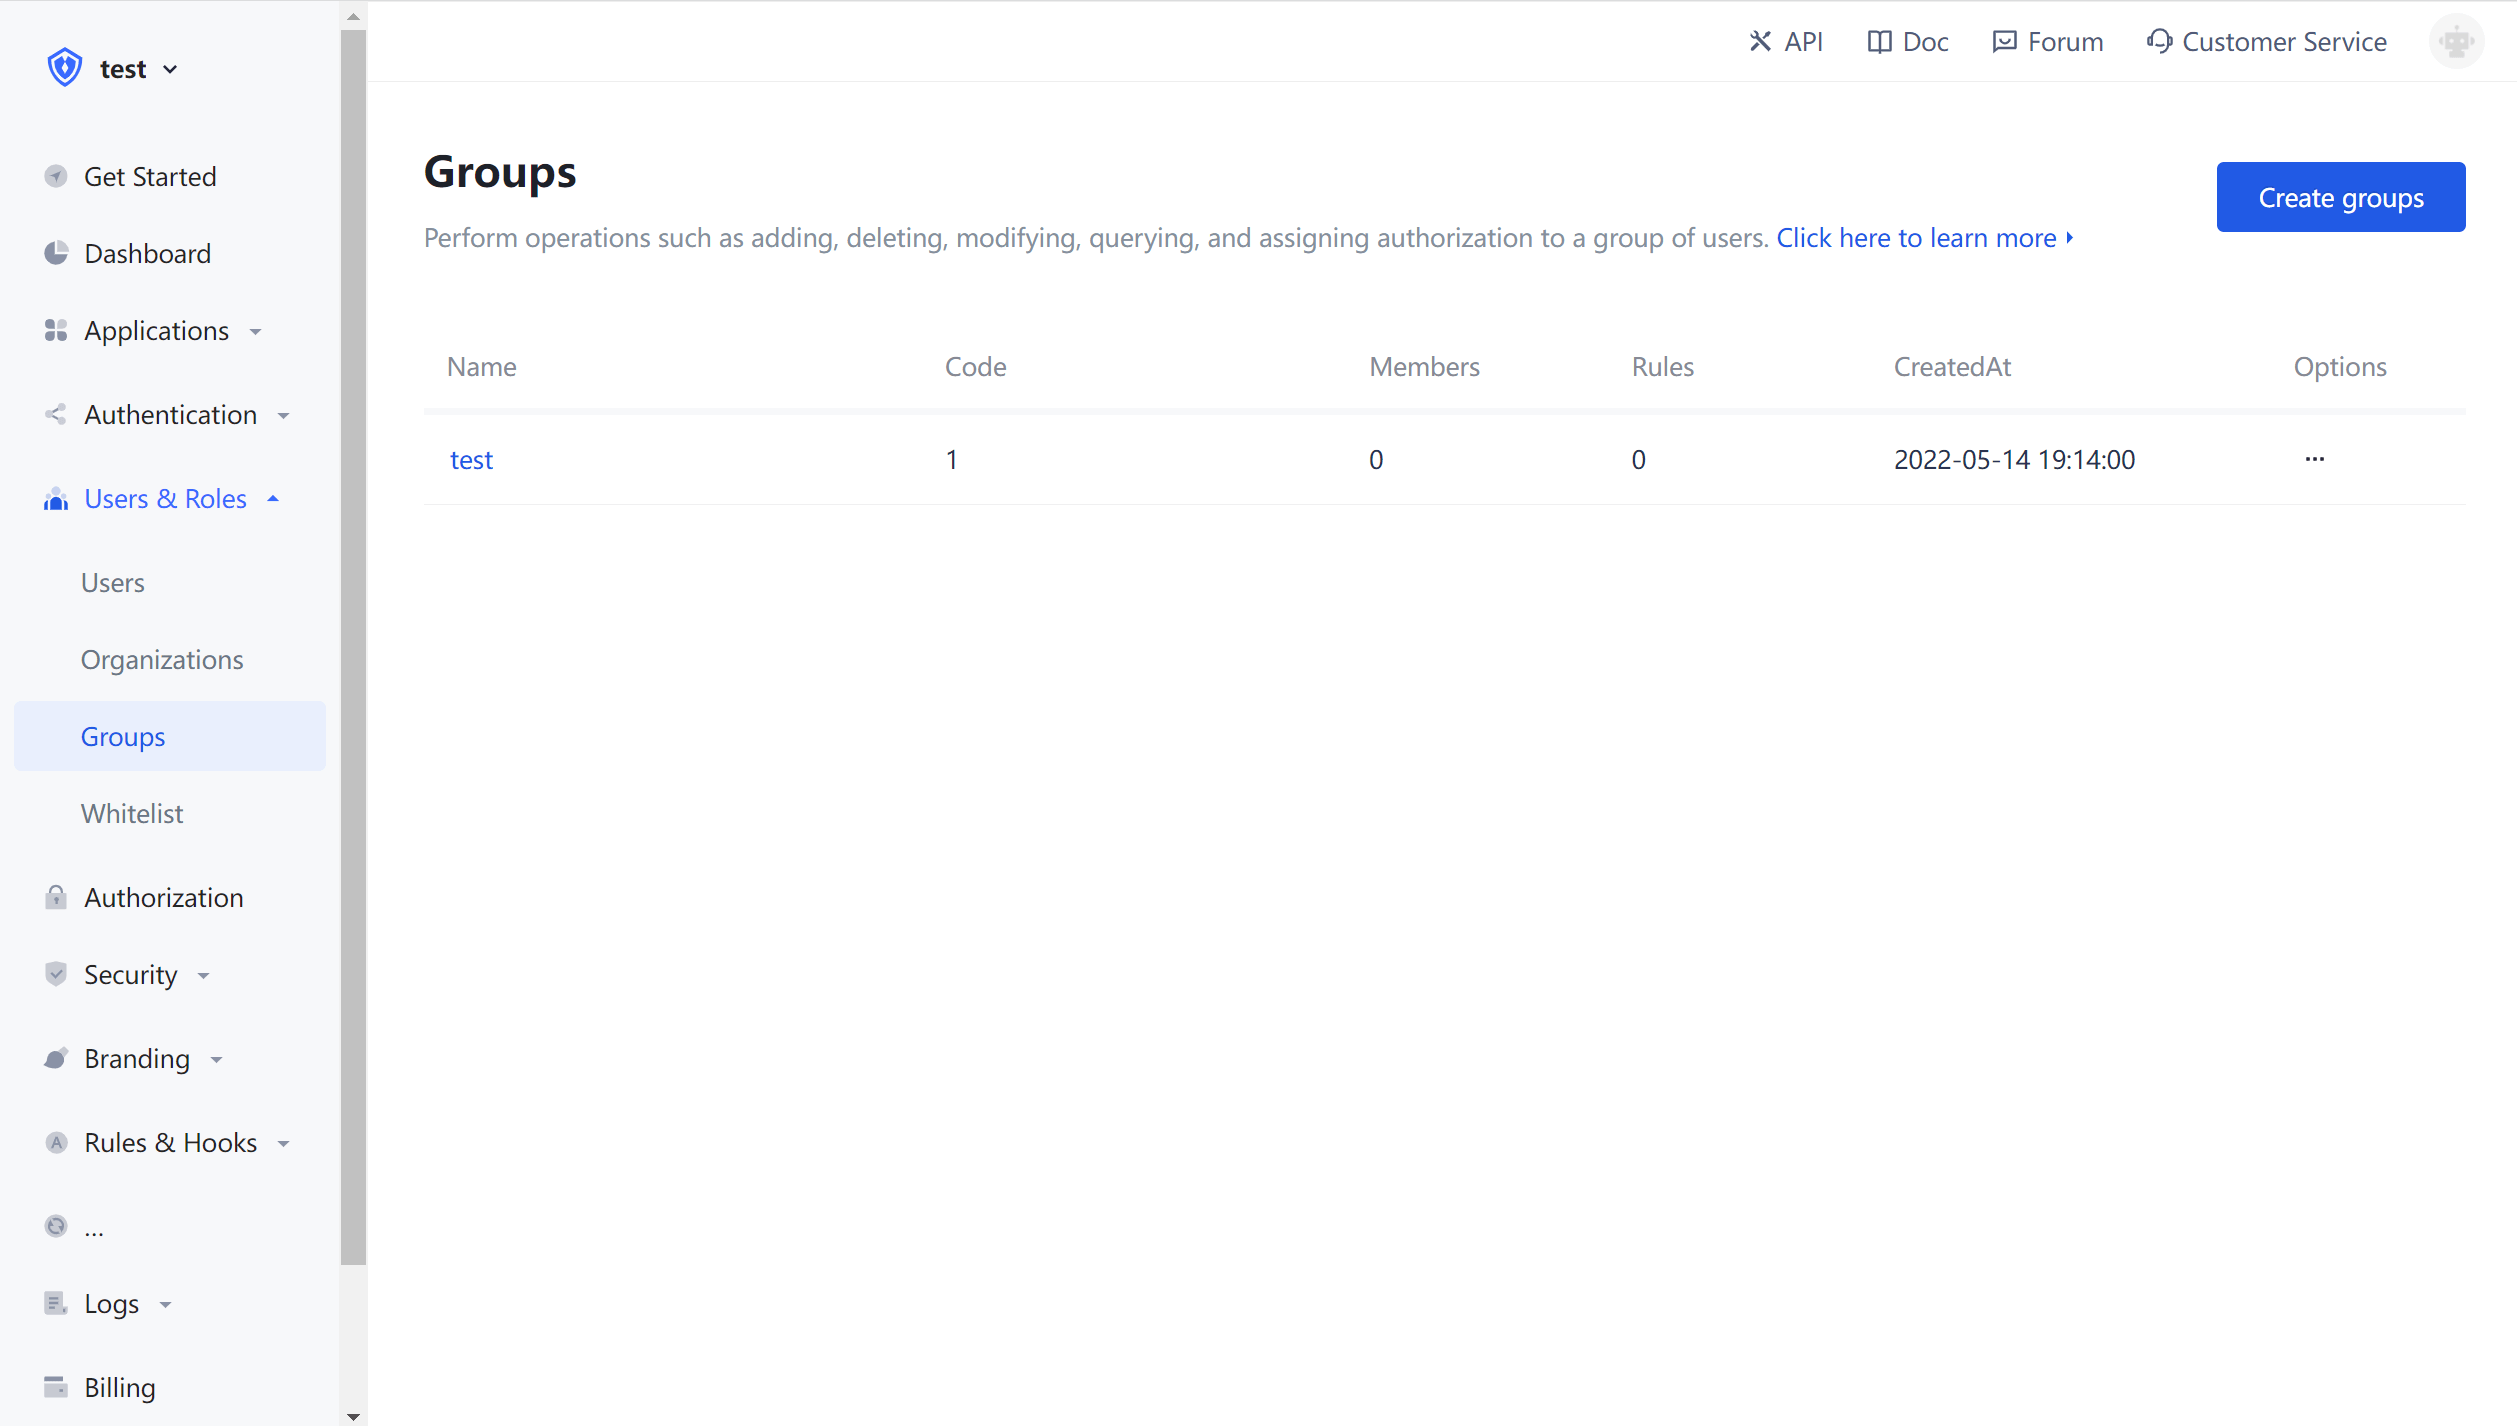 test
Get Started
Dashboard
Applications
Authentication
Users & Roles
Users
Organizations
Groups
Whitelist
Authorization
Security
Branding
Rules & Hooks
...
Logs
Billing
API Doc Forum Customer Service
Groups
Create groups
Perform operations such as adding, deleting, modifying, querying, and assigning authorization to a group of users. Click here to learn more
Name Code Members Rules CreatedAt Options
test 1 0 0 2022-05-14 19:14:00 ···